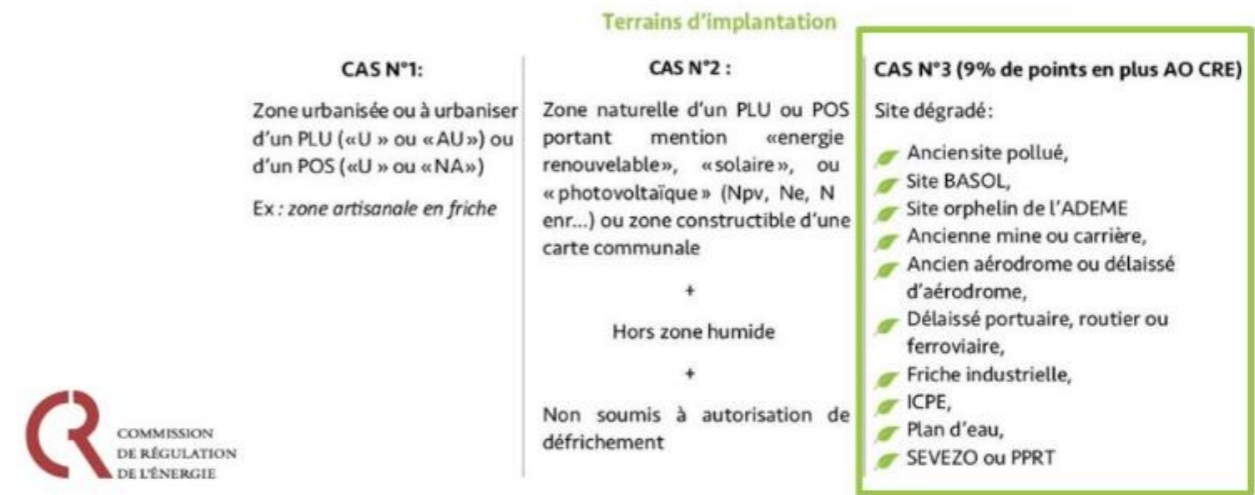 Terrains d'implantation
CAS N°1:
Zone urbanisée ou à urbaniser
d'un PLU («U » ou «AU») ou
d'un POS («U » ou «NA»)
Ex : zone artisanale en friche
CAS N°2 :
Zone naturelle d'un PLU ou POS
portant mention «energie
renouvelable», «solaire», ou
«photovoltaïque» (Npv, Ne, N
enr...) ou zone constructible d'une
carte communale
+
Hors zone humide
+
Non soumis à autorisation de
défrichement
CAS N°3 (9% de points en plus AO CRE)
Site dégradé:
Anciensite pollué,
Site BASOL,
Site orphelin de l'ADEME
Ancienne mine ou carrière,
Ancien aérodrome ou délaissé
d'aérodrome,
Délaissé portuaire, routier ou
ferroviaire,
Friche industrielle,
ICPE,
Plan d'eau,
SEVEZO ou PPRT
CR
COMMISSION
DE RÉGULATION
DE L'ÉNERGIE